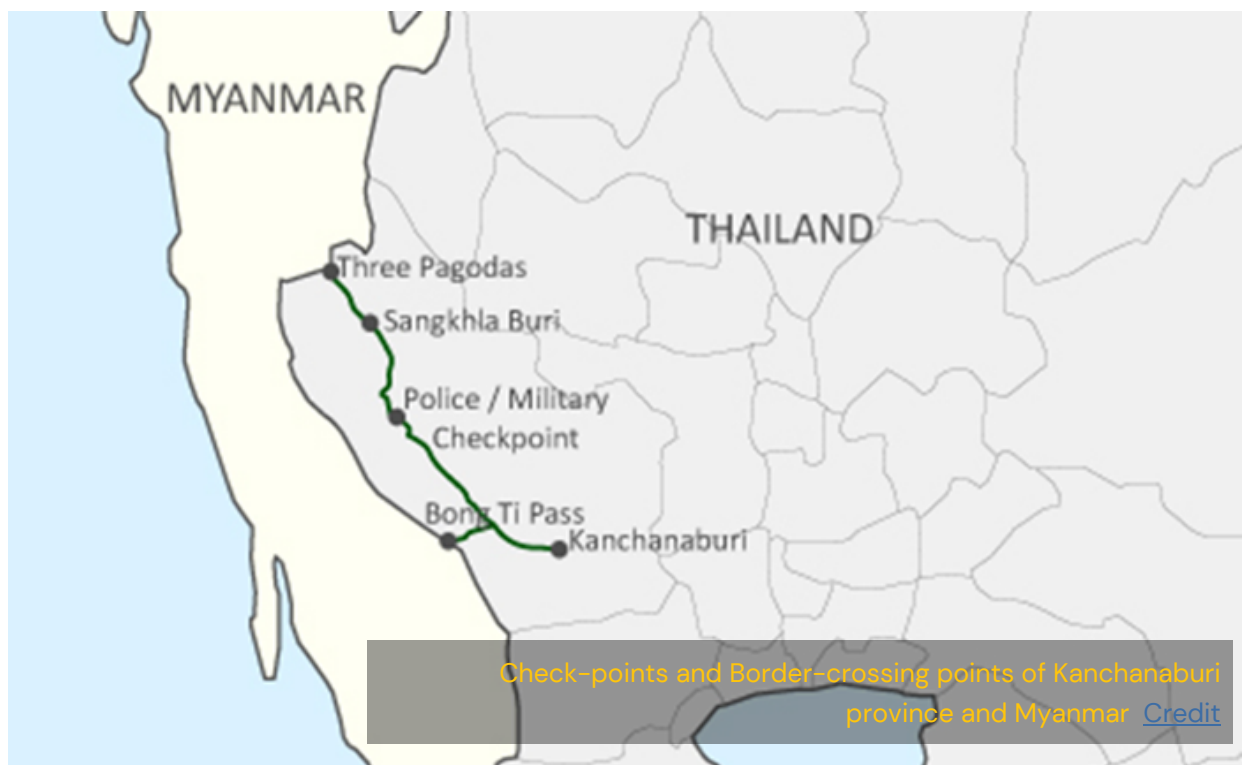 MYANMAR
THAILAND
Three Pagodas
Sangkhla Buri
Police / Military
Checkpoint
Bong Ti Pass
Kanchanaburi
Check-points and Border-crossing points of Kanchanaburi
province and Myanmar Credit